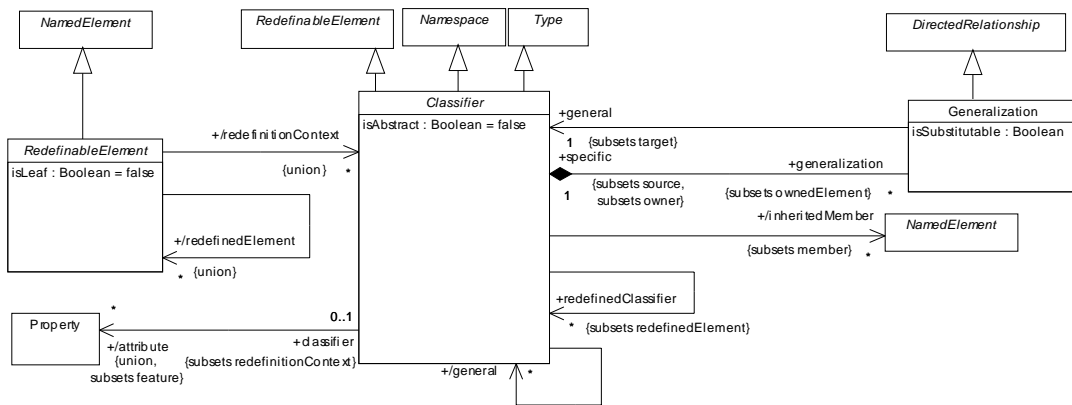 NamedElement
RedefinableElement
Namespace
Type
DirectedRelationship
Classifier
isAbstract : Boolean = false
Generalization
isSubstitutable : Boolean
RedefinableElement
isLeaf : Boolean = false
+/redefinitionContext
{union}
*
+/redefinedElement
*
{union}
+general
1
{subsets target}
+specific
1
{subsets source,
subsets owner}
+generalization
{subsets ownedElement}
*
+/inheritedMember
{subsets member}
*
NamedElement
+redefinedClassifier
*
{subsets redefinedElement}
Property
*
+/attribute
{union,
subsets feature}
0..1
+classifier
{subsets redefinitionContext}
+/general
*